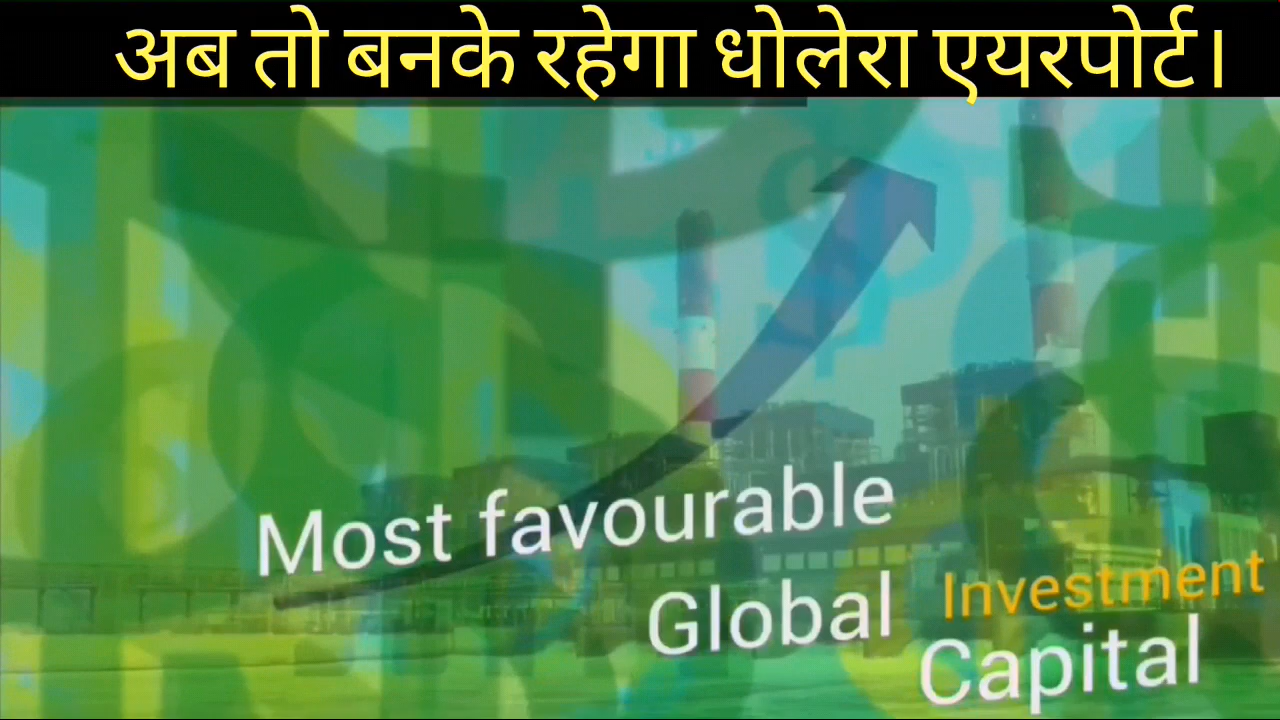 अब तो बनके रहेगा धोलेरा एयरपोर्ट।
Most favourable
Global Investment
Capital